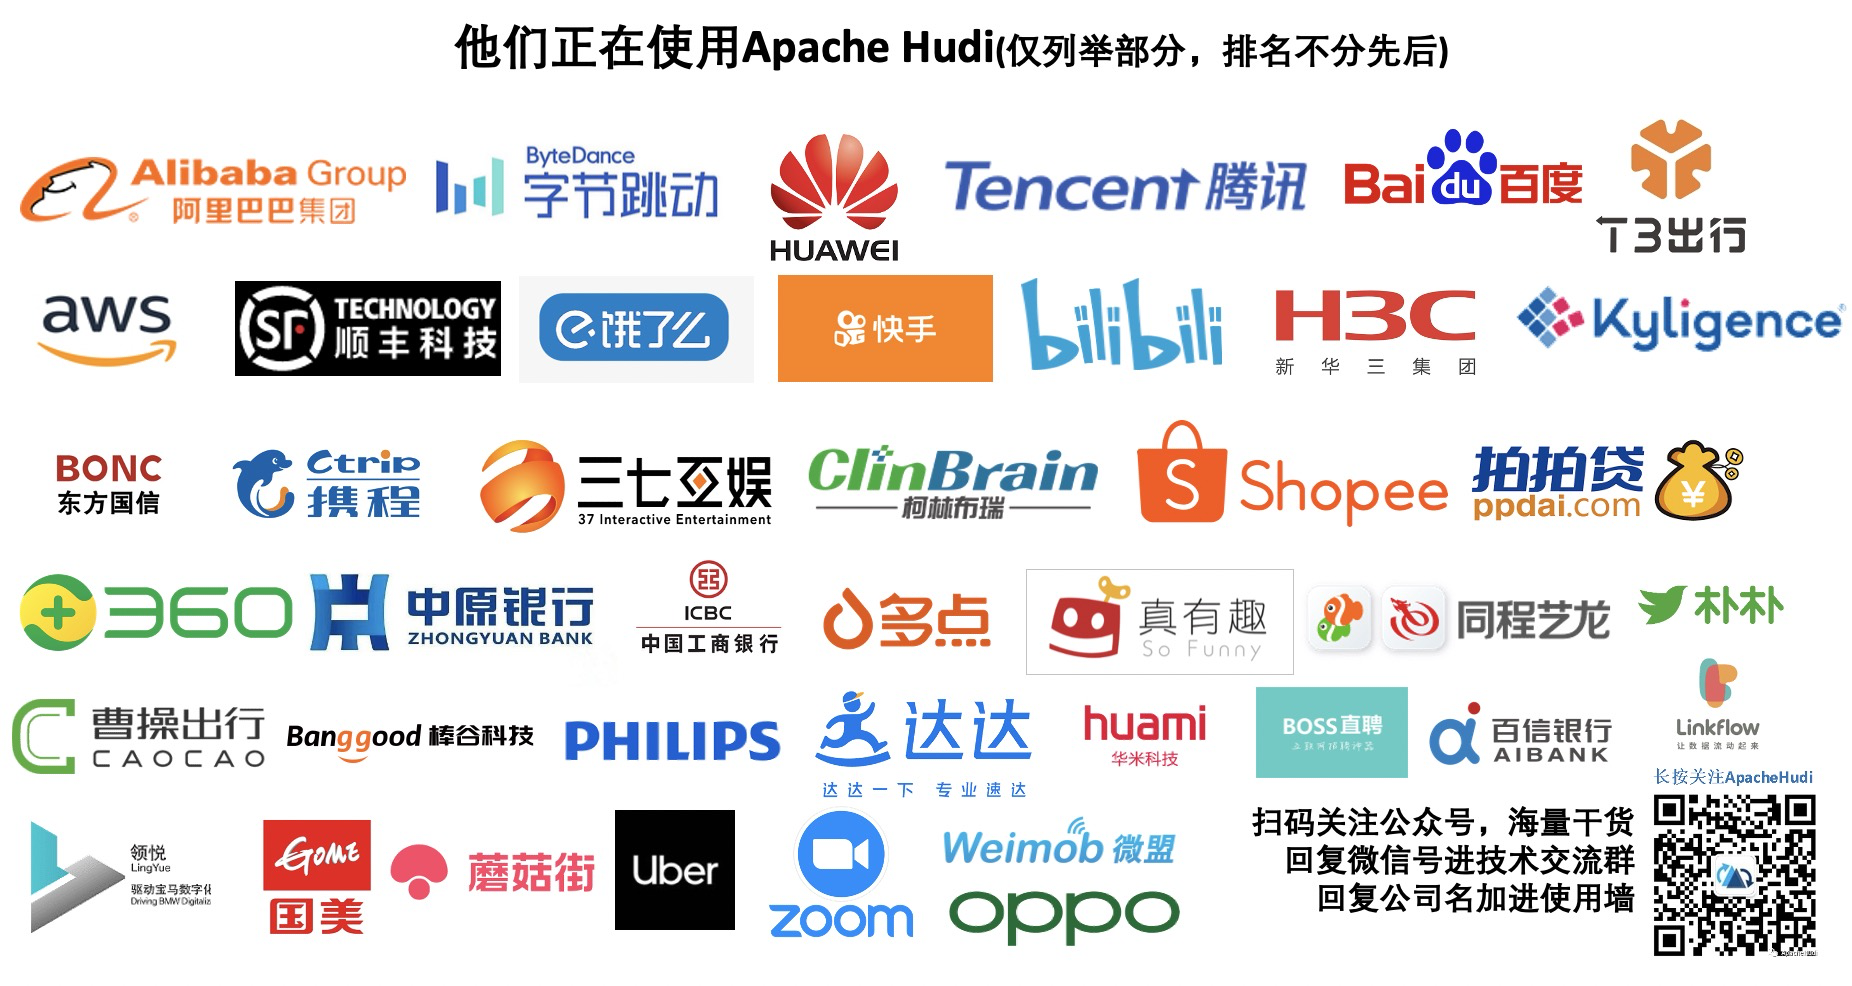 他们正在使用Apache Hudi(仅列举部分，排名不分先后)
Alibaba Group
阿里巴巴集团
ByteDance
字节跳动
HUAWEI
Tencent 腾讯
Bai du 百度
T3出行
aws
SF TECHNOLOGY
顺丰科技
e 饿了么
快手
bilibili
H3C
新华三集团
Kyligence
BONC
东方国信
Ctrip
携程
三七互娱
37 Interactive Entertainment
ClinBrain
柯林布瑞
S Shopee
拍拍贷
ppdai.com
¥
360
中原银行
ZHONGYUAN BANK
ICBC
中国工商银行
多点
真有趣
So Funny
同程艺龙
朴朴
曹操出行
CAOCAO
Banggood 棒谷科技
PHILIPS
达达
达达一下 专业速达
huami
华米科技
BOSS直聘
互联网招聘神器
百信银行
AIBANK
Linkflow
让数据流动起来
长按关注ApacheHudi
领悦
LingYue
驱动宝马数字化
Driving BMW Digitaliz
GOME
国美
蘑菇街
Uber
zoom
Weimob 微盟
oppo
扫码关注公众号，海量干货
回复微信号进技术交流群
回复公司名加进使用墙